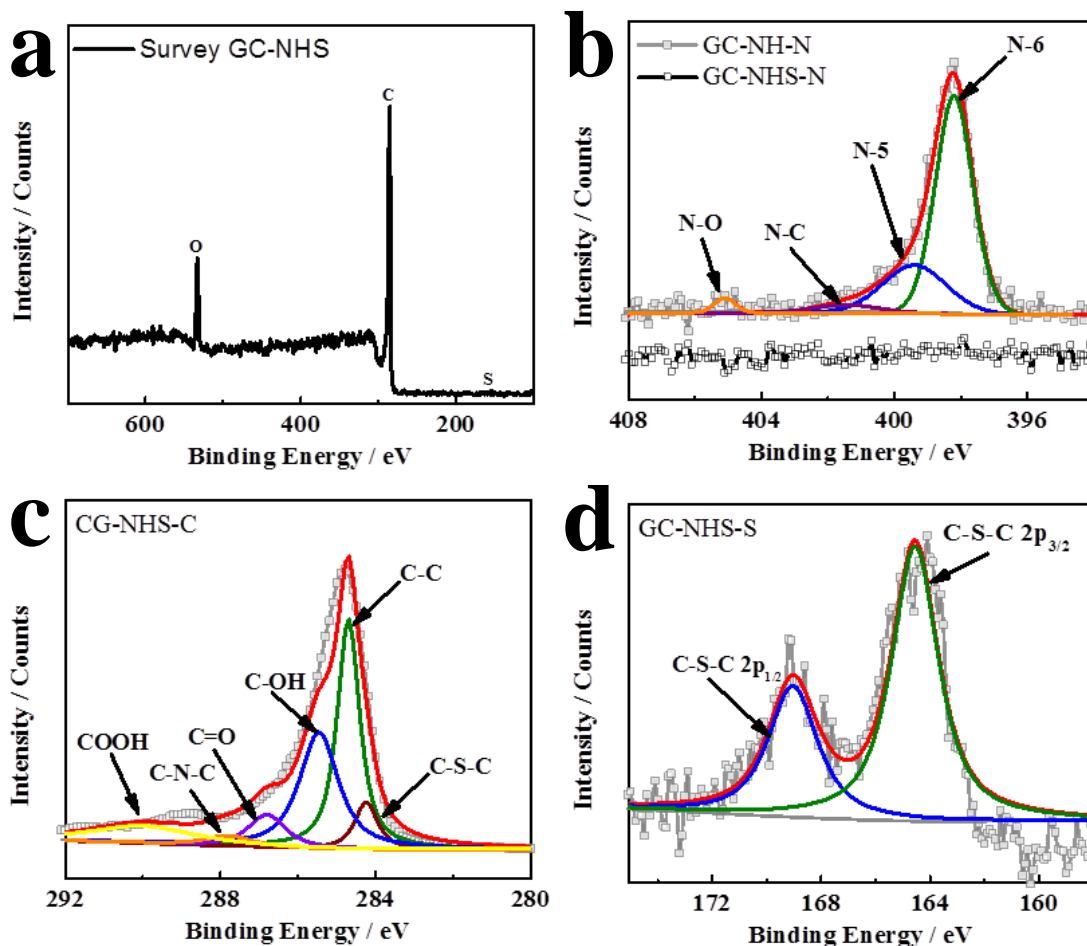 a
Survey GC-NHS
C
O
S
Intensity / Counts
600 400 200
Binding Energy / eV
b
GC-NH-N
GC-NHS-N
N-6
N-5
N-O
N-C
Intensity / Counts
408 404 400 396
Binding Energy / eV
c
CG-NHS-C
C-C
C-OH
C=O
COOH
C-N-C
C-S-C
Intensity / Counts
292 288 284 280
Binding Energy / eV
d
GC-NHS-S
C-S-C 2p3/2
C-S-C 2p1/2
Intensity / Counts
172 168 164 160
Binding Energy / eV